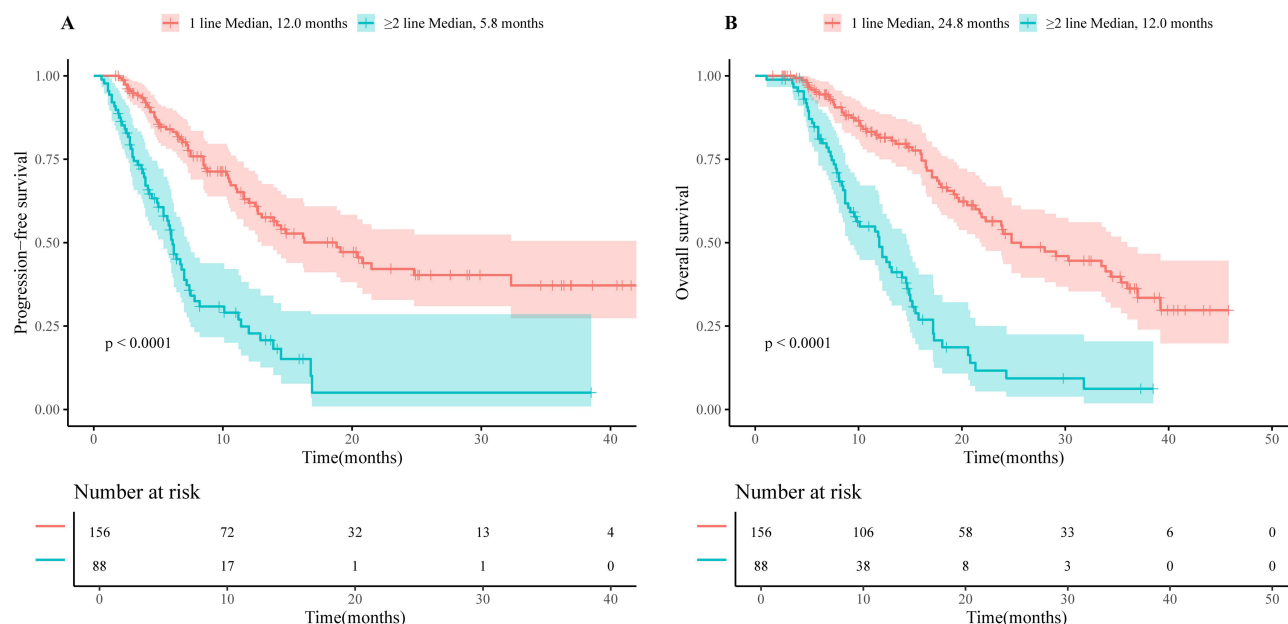 A
1 line Median, 12.0 months ≥2 line Median, 5.8 months
Progression−free survival
1.00
0.75
0.50
0.25
0.00
p < 0.0001
0 10 20 30 40
Time(months)
Number at risk
156 72 32 13 4
88 17 1 1 0
0 10 20 30 40
Time(months)
B
1 line Median, 24.8 months ≥2 line Median, 12.0 months
Overall survival
1.00
0.75
0.50
0.25
0.00
p < 0.0001
0 10 20 30 40 50
Time(months)
Number at risk
156 106 58 33 6 0
88 38 8 3 0 0
0 10 20 30 40 50
Time(months)